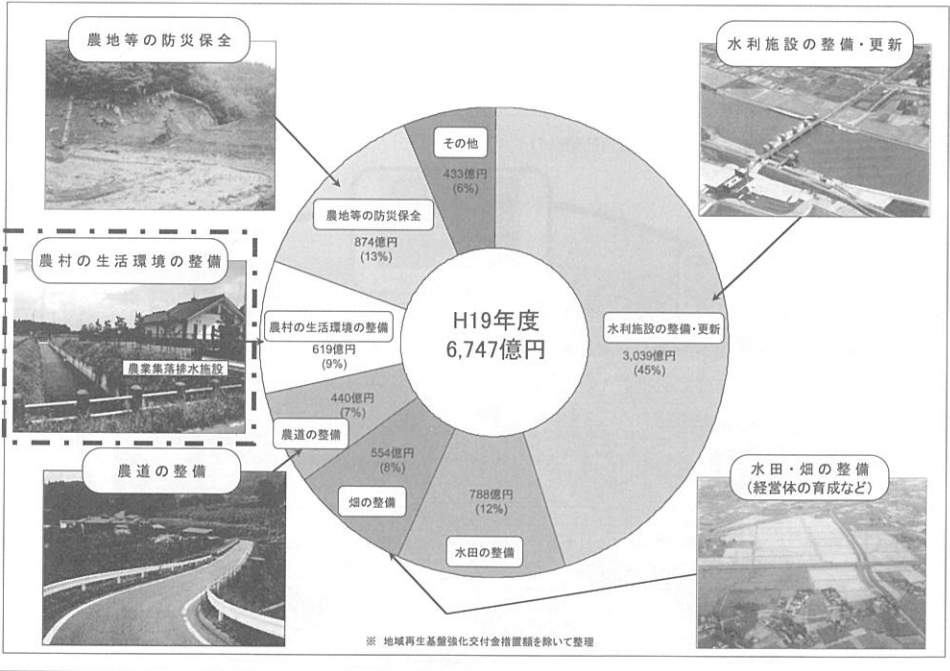 農地等の防災保全
水利施設の整備・更新
その他
433億円
(6%)
農地等の防災保全
874億円
(13%)
農村の生活環境の整備
農業集落排水施設
農村の生活環境の整備
619億円
(9%)
H19年度
6,747億円
水利施設の整備・更新
3,039億円
(45%)
440億円
(7%)
農道の整備
554億円
(8%)
畑の整備
788億円
(12%)
水田の整備
農道の整備
水田・畑の整備
(経営体の育成など)
※ 地域再生基盤強化交付金措置額を除いて整理